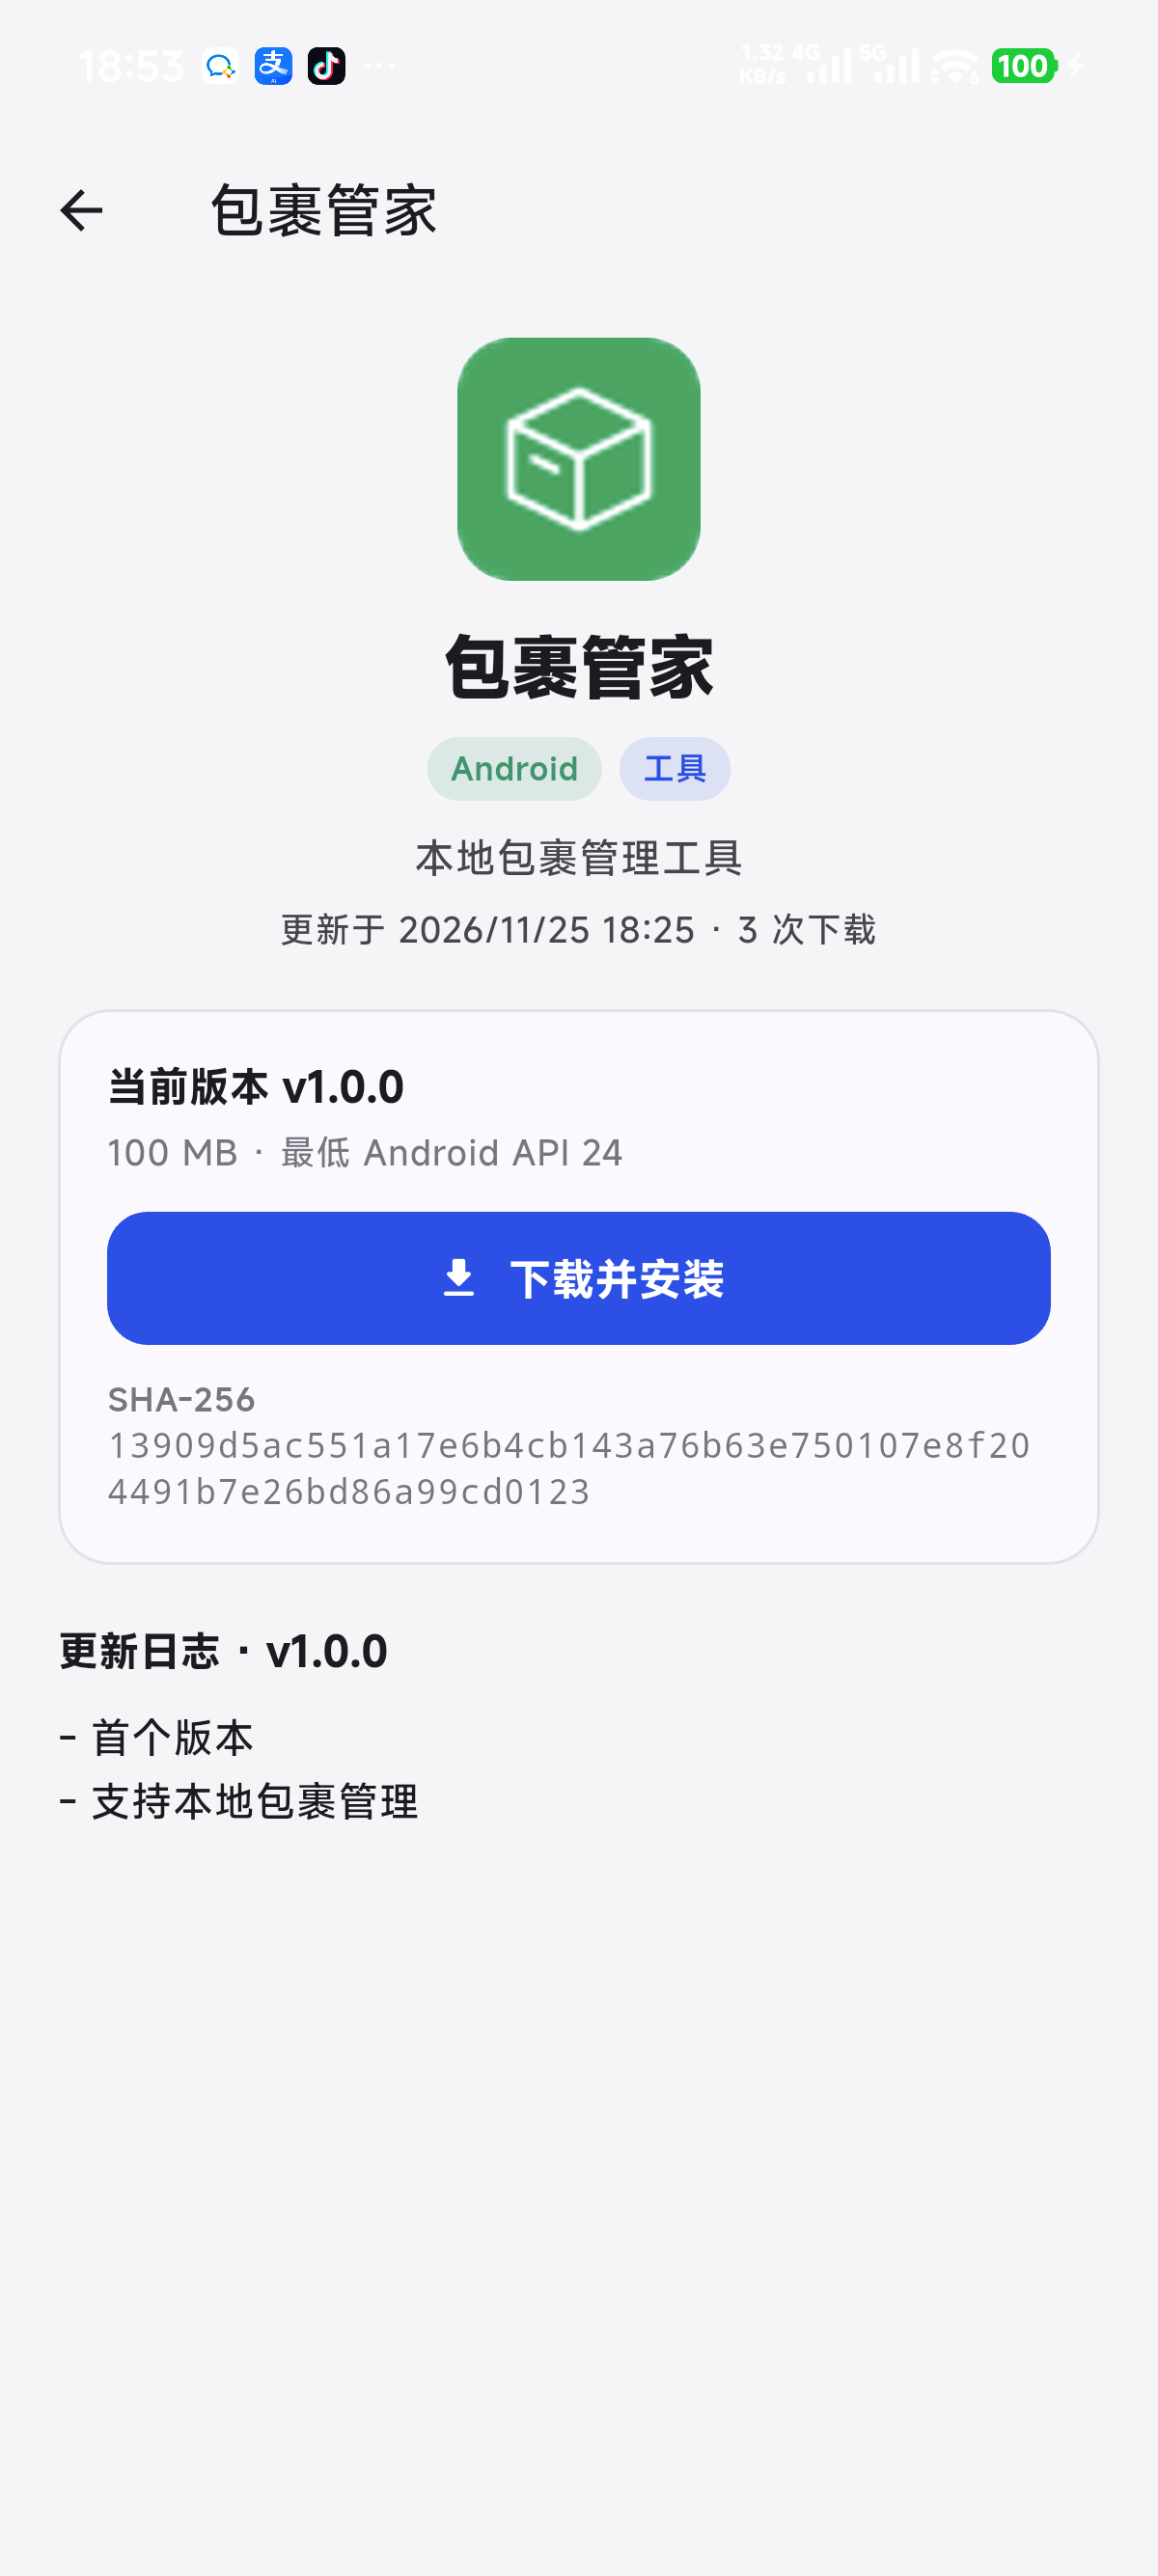 18:53
支
1.32 KB/s
4G
5G
6
100
包裹管家
包裹管家
Android
工具
本地包裹管理工具
更新于 2026/11/25 18:25 · 3 次下载
当前版本 v1.0.0
100 MB · 最低 Android API 24
下载并安装
SHA-256
13909d5ac551a17e6b4cb143a76b63e750107e8f20
4491b7e26bd86a99cd0123
更新日志 · v1.0.0
- 首个版本
- 支持本地包裹管理